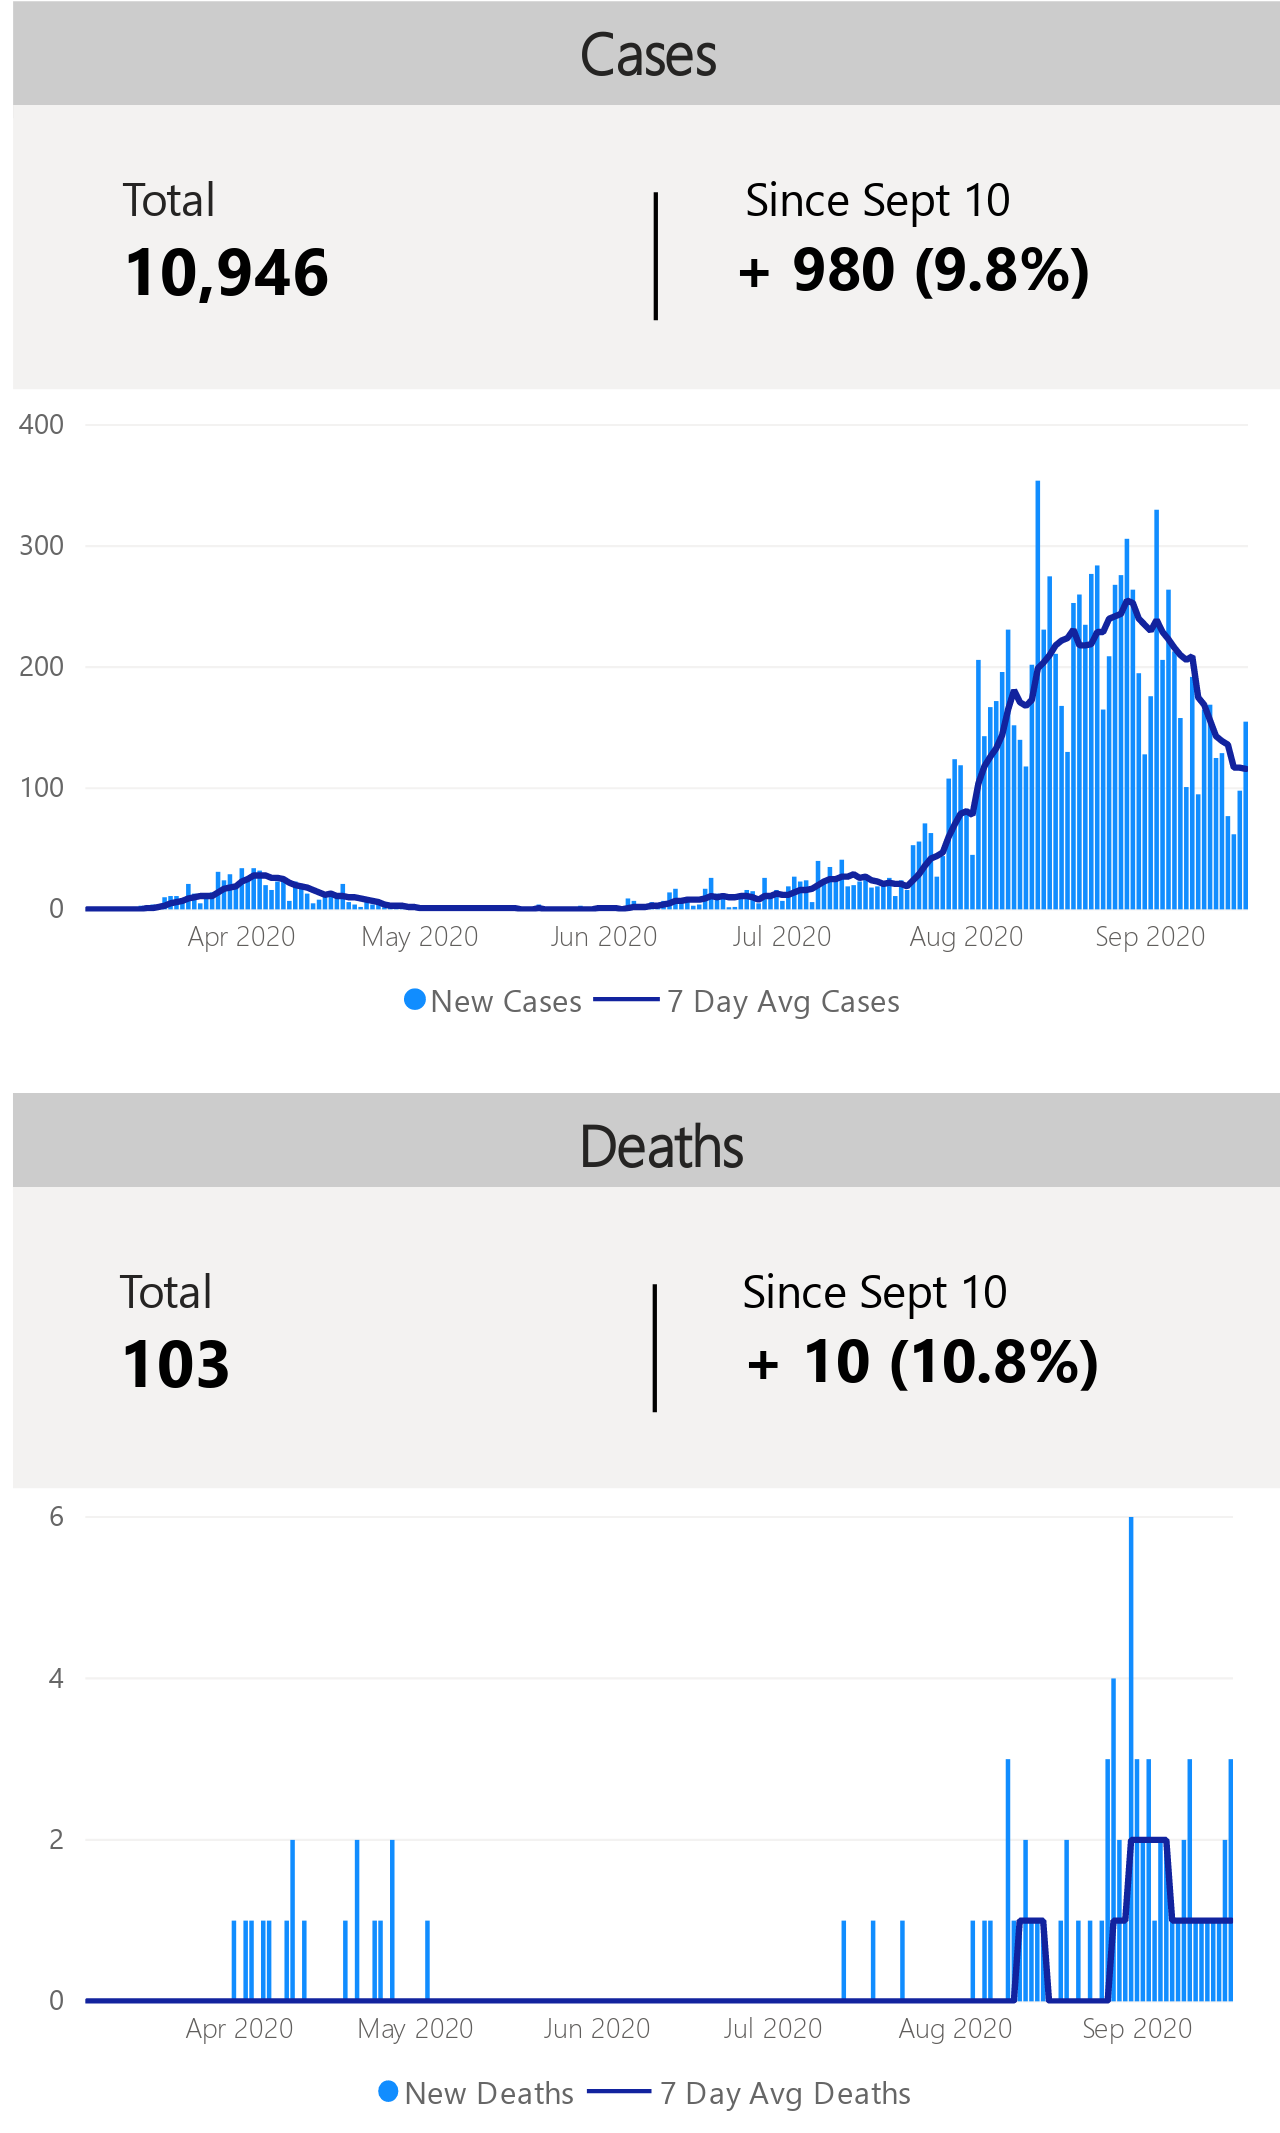 Cases
Total
Since Sept 10
10,946
+ 980 (9.8%)
400
300
200
100
0
Apr 2020
May 2020
Jun 2020
Jul 2020
Aug 2020
Sep 2020
New Cases
7 Day Avg Cases
Deaths
Total
Since Sept 10
103
+ 10 (10.8%)
6
4
2
0
Apr 2020
May 2020
Jun 2020
Jul 2020
Aug 2020
Sep 2020
New Deaths
7 Day Avg Deaths